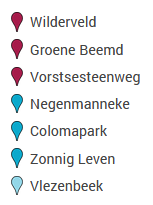 Wilderveld
Groene Beemd
Vorstsesteenweg
Negenmanneke
Colomapark
Zonnig Leven
Vlezenbeek